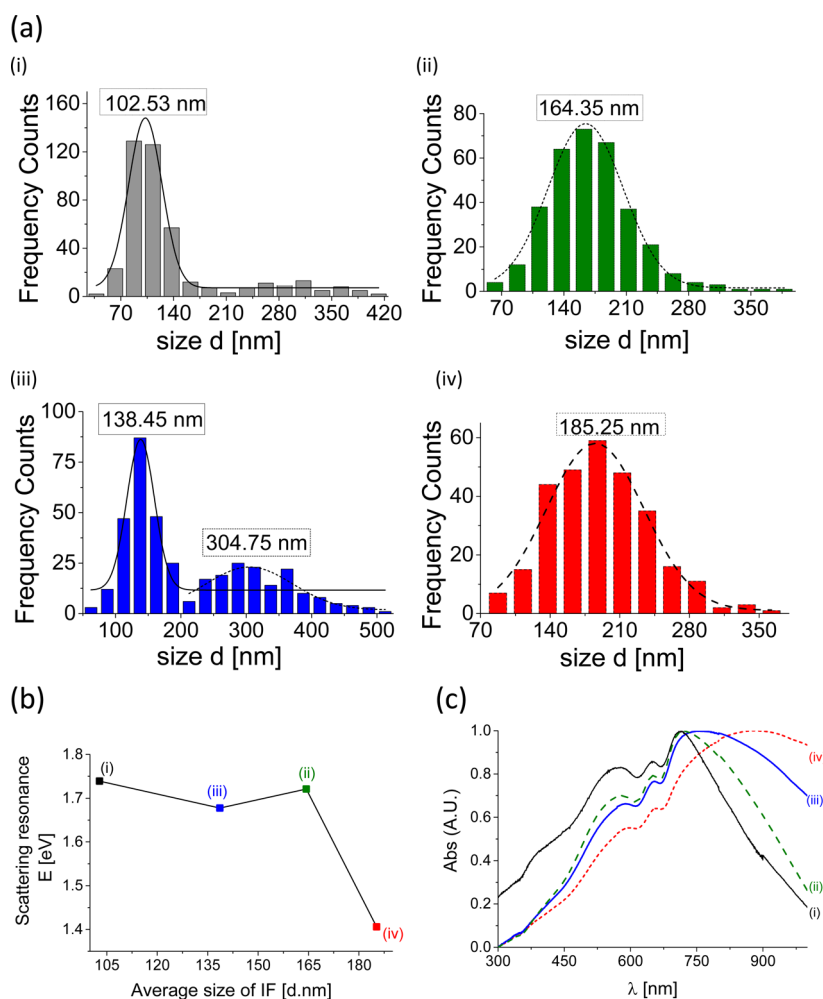 (a)
(i)
102.53 nm
Frequency Counts
160
120
80
40
0
70 140 210 280 350 420
size d [nm]
(ii)
164.35 nm
Frequency Counts
80
60
40
20
0
70 140 210 280 350
size d [nm]
(iii)
138.45 nm
304.75 nm
Frequency Counts
100
75
50
25
0
100 200 300 400 500
size d [nm]
(iv)
185.25 nm
Frequency Counts
60
40
20
0
70 140 210 280 350
size d [nm]
(b)
Scattering resonance
E [eV]
1.8
1.7
1.6
1.5
1.4
(i)
(iii)
(ii)
(iv)
105 120 135 150 165 180
Average size of IF [d.nm]
(c)
Abs (A.U.)
1.0
0.8
0.6
0.4
0.2
0.0
(iv
(iii)
(ii)
(i)
300 450 600 750 900
λ [nm]